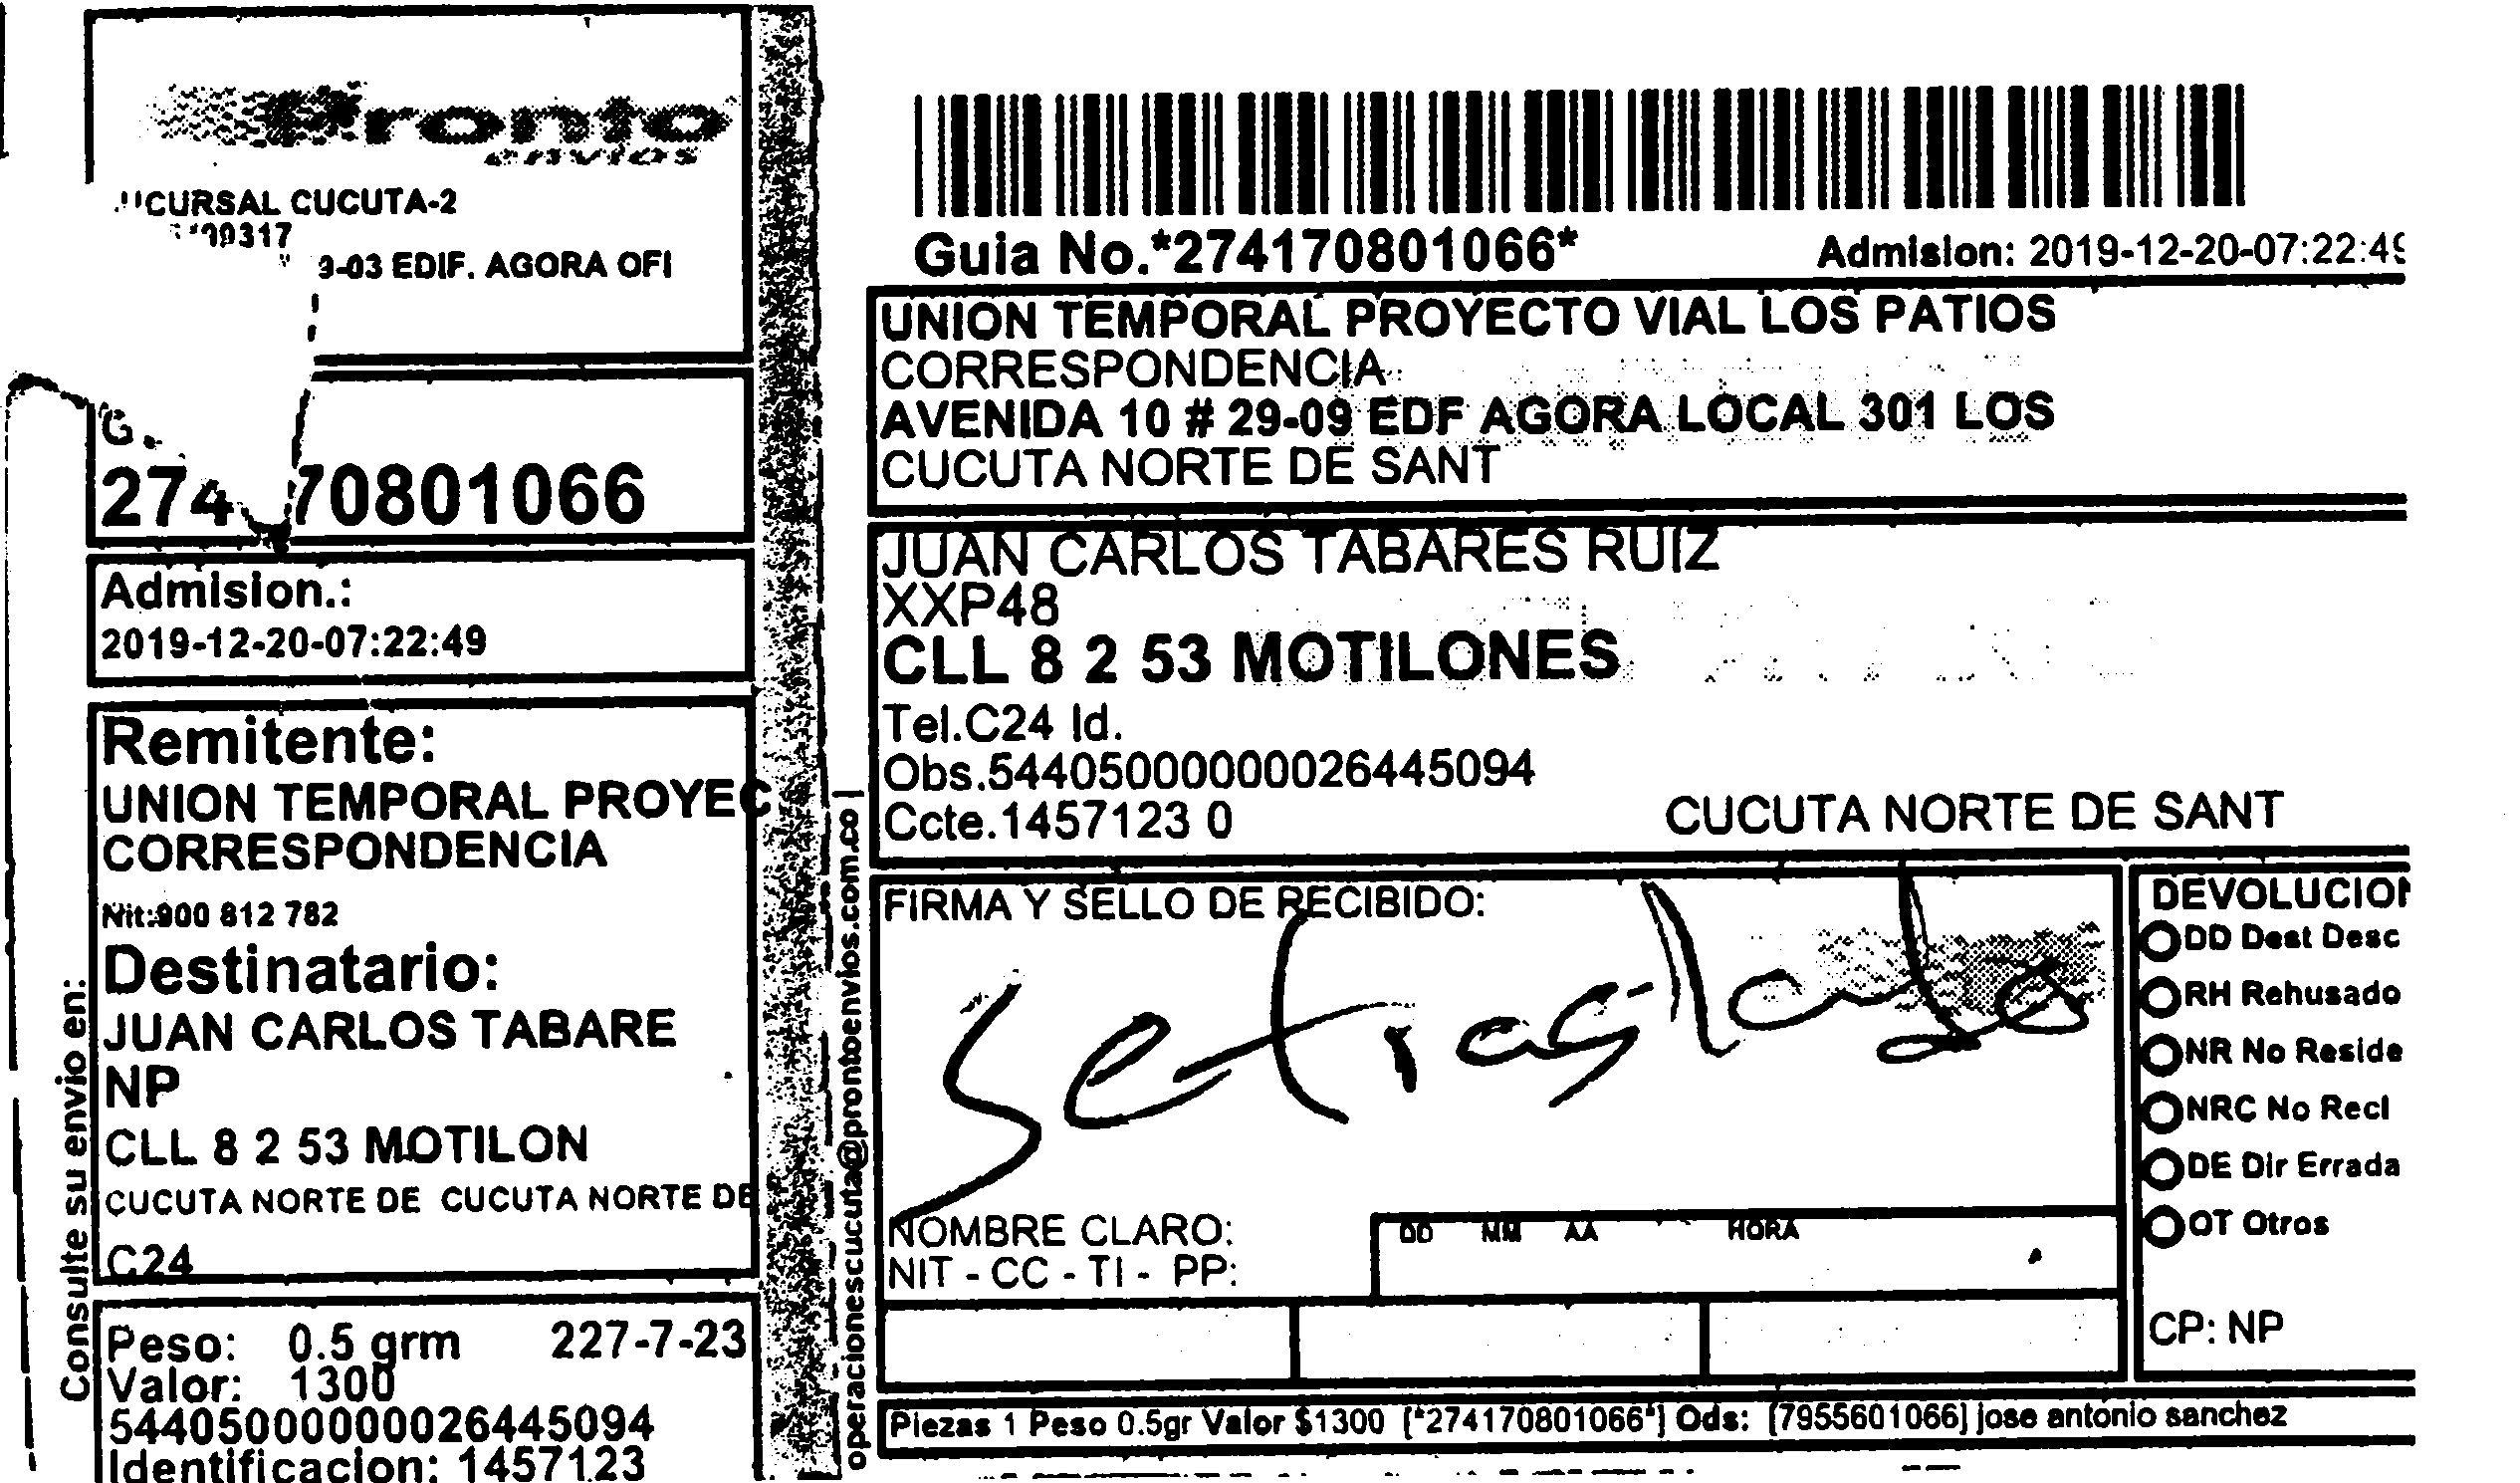 Pronto
envios
CURSAL CUCUTA-2
00317
9-03 EDIF. AGORA OFI
G
274 70801066
Admision.:
2019-12-20-07:22:49
Remitente:
UNION TEMPORAL PROYEC
CORRESPONDENCIA
Nit:900 812 782
Destinatario:
JUAN CARLOS TABARE
NP
CLL 8 2 53 MOTILON
CUCUTA NORTE DE CUCUTA NORTE DE
C24
Peso: 0.5 grm 227-7-23
Valor: 1300
544050000000026445094
Identificacion: 1457123
Consulte su envio en:
operacionescucuta@prontoenvios.com.co
Guia No.*274170801066*
Admision: 2019-12-20-07:22:49
UNION TEMPORAL PROYECTO VIAL LOS PATIOS
CORRESPONDENCIA
AVENIDA 10 # 29-09 EDF AGORA LOCAL 301 LOS
CUCUTA NORTE DE SANT
JUAN CARLOS TABARES RUIZ
XXP48
CLL 8 2 53 MOTILONES
Tel.C24 Id.
Obs.544050000000026445094
Ccte.1457123 0
CUCUTA NORTE DE SANT
FIRMA Y SELLO DE RECIBIDO:
Setraslado
NOMBRE CLARO:
NIT - CC - TI - PP:
DD MM AA HORA
DEVOLUCION
DD Dest Desc
RH Rehusado
NR No Reside
NRC No Recl
DE Dir Errada
OT Otros
CP: NP
Piezas 1 Peso 0.5gr Valor $1300 [*274170801066*] Ods: [7955601066] jose antonio sanchez